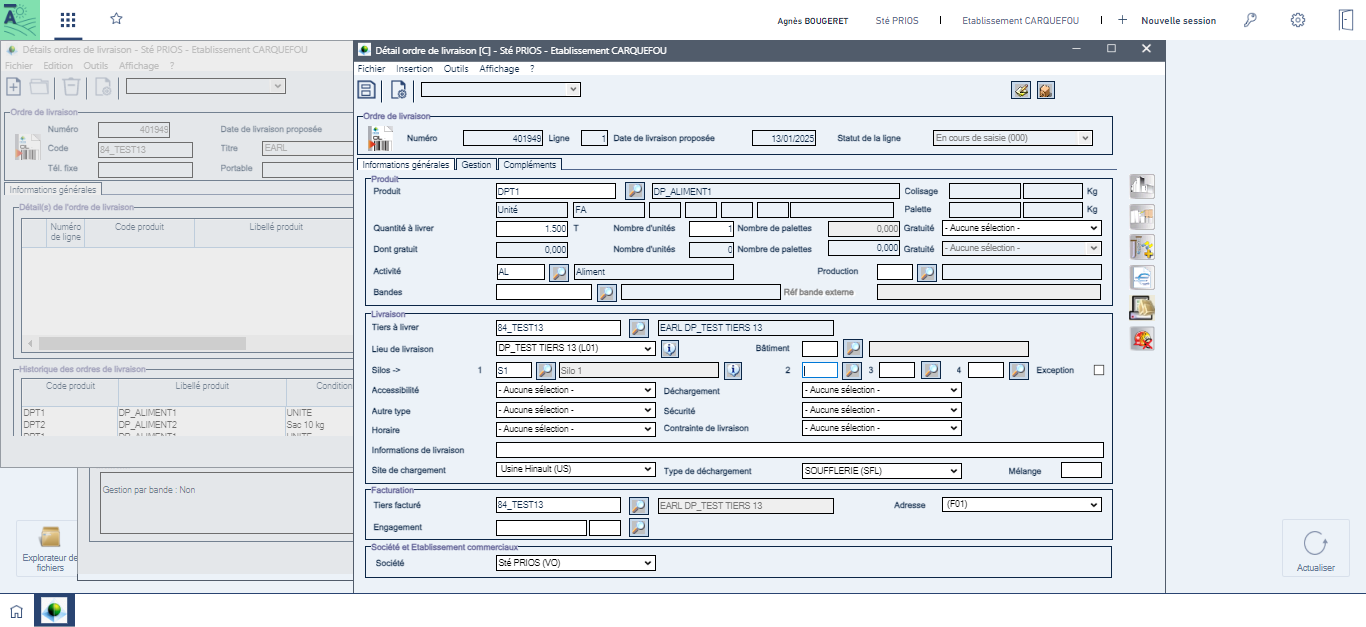 Agnès BOUGERET Sté PRIOS | Etablissement CARQUEFOU | + Nouvelle session
Détails ordres de livraison - Sté PRIOS - Etablissement CARQUEFOU
Fichier Edition Outils Affichage ?
Ordre de livraison
Numéro 401949 Date de livraison proposée
Code 84_TEST13 Titre EARL
Tél. fixe Portable
Informations générales
Détail(s) de l'ordre de livraison
Numéro de ligne Code produit Libellé produit
Historique des ordres de livraison
Code produit Libellé produit Condition
DPT1 DP_ALIMENT1 UNITE
DPT2 DP_ALIMENT2 Sac 10 kg
DPT1 DP_ALIMENT1 UNITE
Gestion par bande : Non
Explorateur de
fichiers
Détail ordre de livraison [C] - Sté PRIOS - Etablissement CARQUEFOU
Fichier Insertion Outils Affichage ?
Ordre de livraison
Numéro 401949 Ligne 1 Date de livraison proposée 13/01/2025 Statut de la ligne En cours de saisie (000)
Informations générales Gestion Compléments
Produit
Produit DPT1 DP_ALIMENT1 Colisage Kg
Unité FA Palette Kg
Quantité à livrer 1.500 T Nombre d'unités 1 Nombre de palettes 0,000 Gratuité - Aucune sélection -
Dont gratuit 0,000 Nombre d'unités 0 Nombre de palettes 0,000 Gratuité - Aucune sélection -
Activité AL Aliment Production
Bandes Réf bande externe
Livraison
Tiers à livrer 84_TEST13 EARL DP_TEST TIERS 13
Lieu de livraison DP_TEST TIERS 13 (L01) Bâtiment
Silos -> 1 S1 Silo 1 2 3 4 Exception
Accessibilité - Aucune sélection - Déchargement - Aucune sélection -
Autre type - Aucune sélection - Sécurité - Aucune sélection -
Horaire - Aucune sélection - Contrainte de livraison - Aucune sélection -
Informations de livraison
Site de chargement Usine Hinault (US) Type de déchargement SOUFFLERIE (SFL) Mélange
Facturation
Tiers facturé 84_TEST13 EARL DP_TEST TIERS 13 Adresse (F01)
Engagement
Société et Etablissement commerciaux
Société Sté PRIOS (VO)
Actualiser